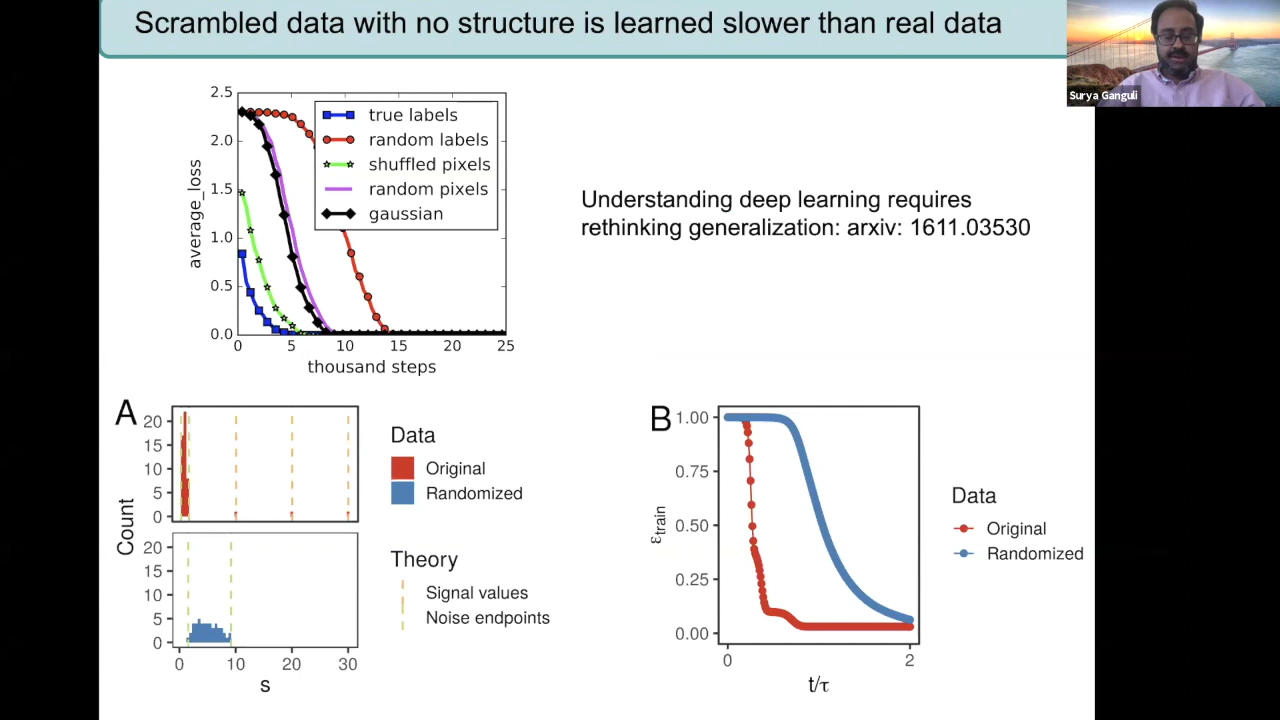 Scrambled data with no structure is learned slower than real data
Surya Ganguli
2.5
2.0
1.5
1.0
0.5
0.0
average_loss
0
5
10
15
20
25
thousand steps
true labels
random labels
shuffled pixels
random pixels
gaussian
Understanding deep learning requires
rethinking generalization: arxiv: 1611.03530
A
20
15
10
5
0
20
15
10
5
0
Count
0
10
20
30
s
Data
Original
Randomized
Theory
Signal values
Noise endpoints
B
1.00
0.75
0.50
0.25
0.00
εtrain
0
2
t/τ
Data
Original
Randomized